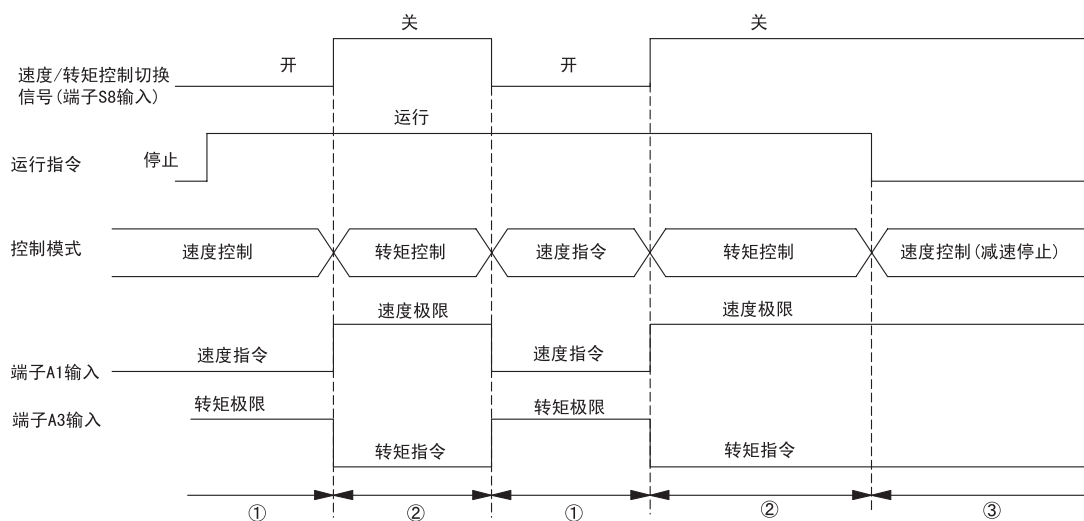 关
关
开
开
速度/转矩控制切换
信号(端子S8输入)
运行
停止
运行指令
控制模式
速度控制
转矩控制
速度指令
转矩控制
速度控制(减速停止)
速度极限
速度极限
速度指令
速度指令
端子A1输入
转矩极限
转矩极限
端子A3输入
转矩指令
转矩指令
①
②
①
②
③